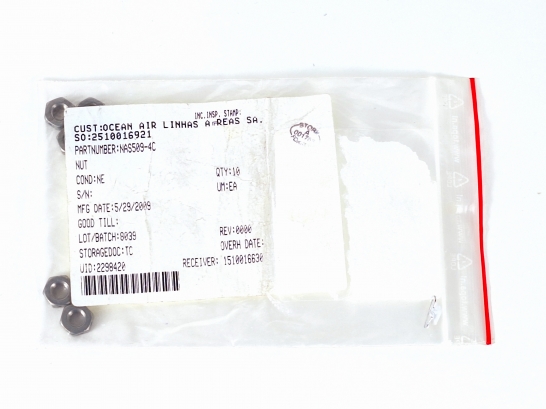 INC.INSP. STAMP:
CUST:OCEAN AIR LINHAS A REAS SA.
SO:2510016921
PARTNUMBER:NAS509-4C
NUT
COND:NE QTY:10
S/N: UM:EA
MFG DATE:5/29/2009
GOOD TILL:
LOT/BATCH:8039 REV:0000
STORAGEDOC:TC OVERH DATE:
UID:2298420 RECEIVER: 1510016630